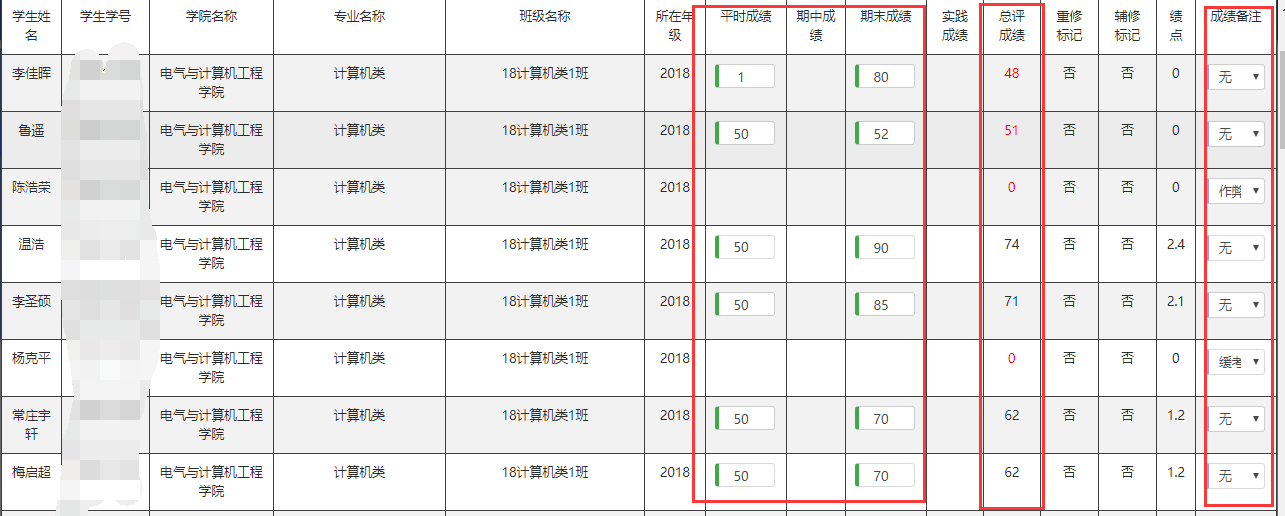 学生姓名 学生学号 学院名称 专业名称 班级名称 所在年级 平时成绩 期中成绩 期末成绩 实践成绩 总评成绩 重修标记 辅修标记 绩点 成绩备注
李佳晖 电气与计算机工程学院 计算机类 18计算机类1班 2018 1 80 48 否 否 0 无
鲁遥 电气与计算机工程学院 计算机类 18计算机类1班 2018 50 52 51 否 否 0 无
陈浩荣 电气与计算机工程学院 计算机类 18计算机类1班 2018 0 否 否 0 作弊
温浩 电气与计算机工程学院 计算机类 18计算机类1班 2018 50 90 74 否 否 2.4 无
李圣硕 电气与计算机工程学院 计算机类 18计算机类1班 2018 50 85 71 否 否 2.1 无
杨克平 电气与计算机工程学院 计算机类 18计算机类1班 2018 0 否 否 0 缓考
常庄宇轩 电气与计算机工程学院 计算机类 18计算机类1班 2018 50 70 62 否 否 1.2 无
梅启超 电气与计算机工程学院 计算机类 18计算机类1班 2018 50 70 62 否 否 1.2 无